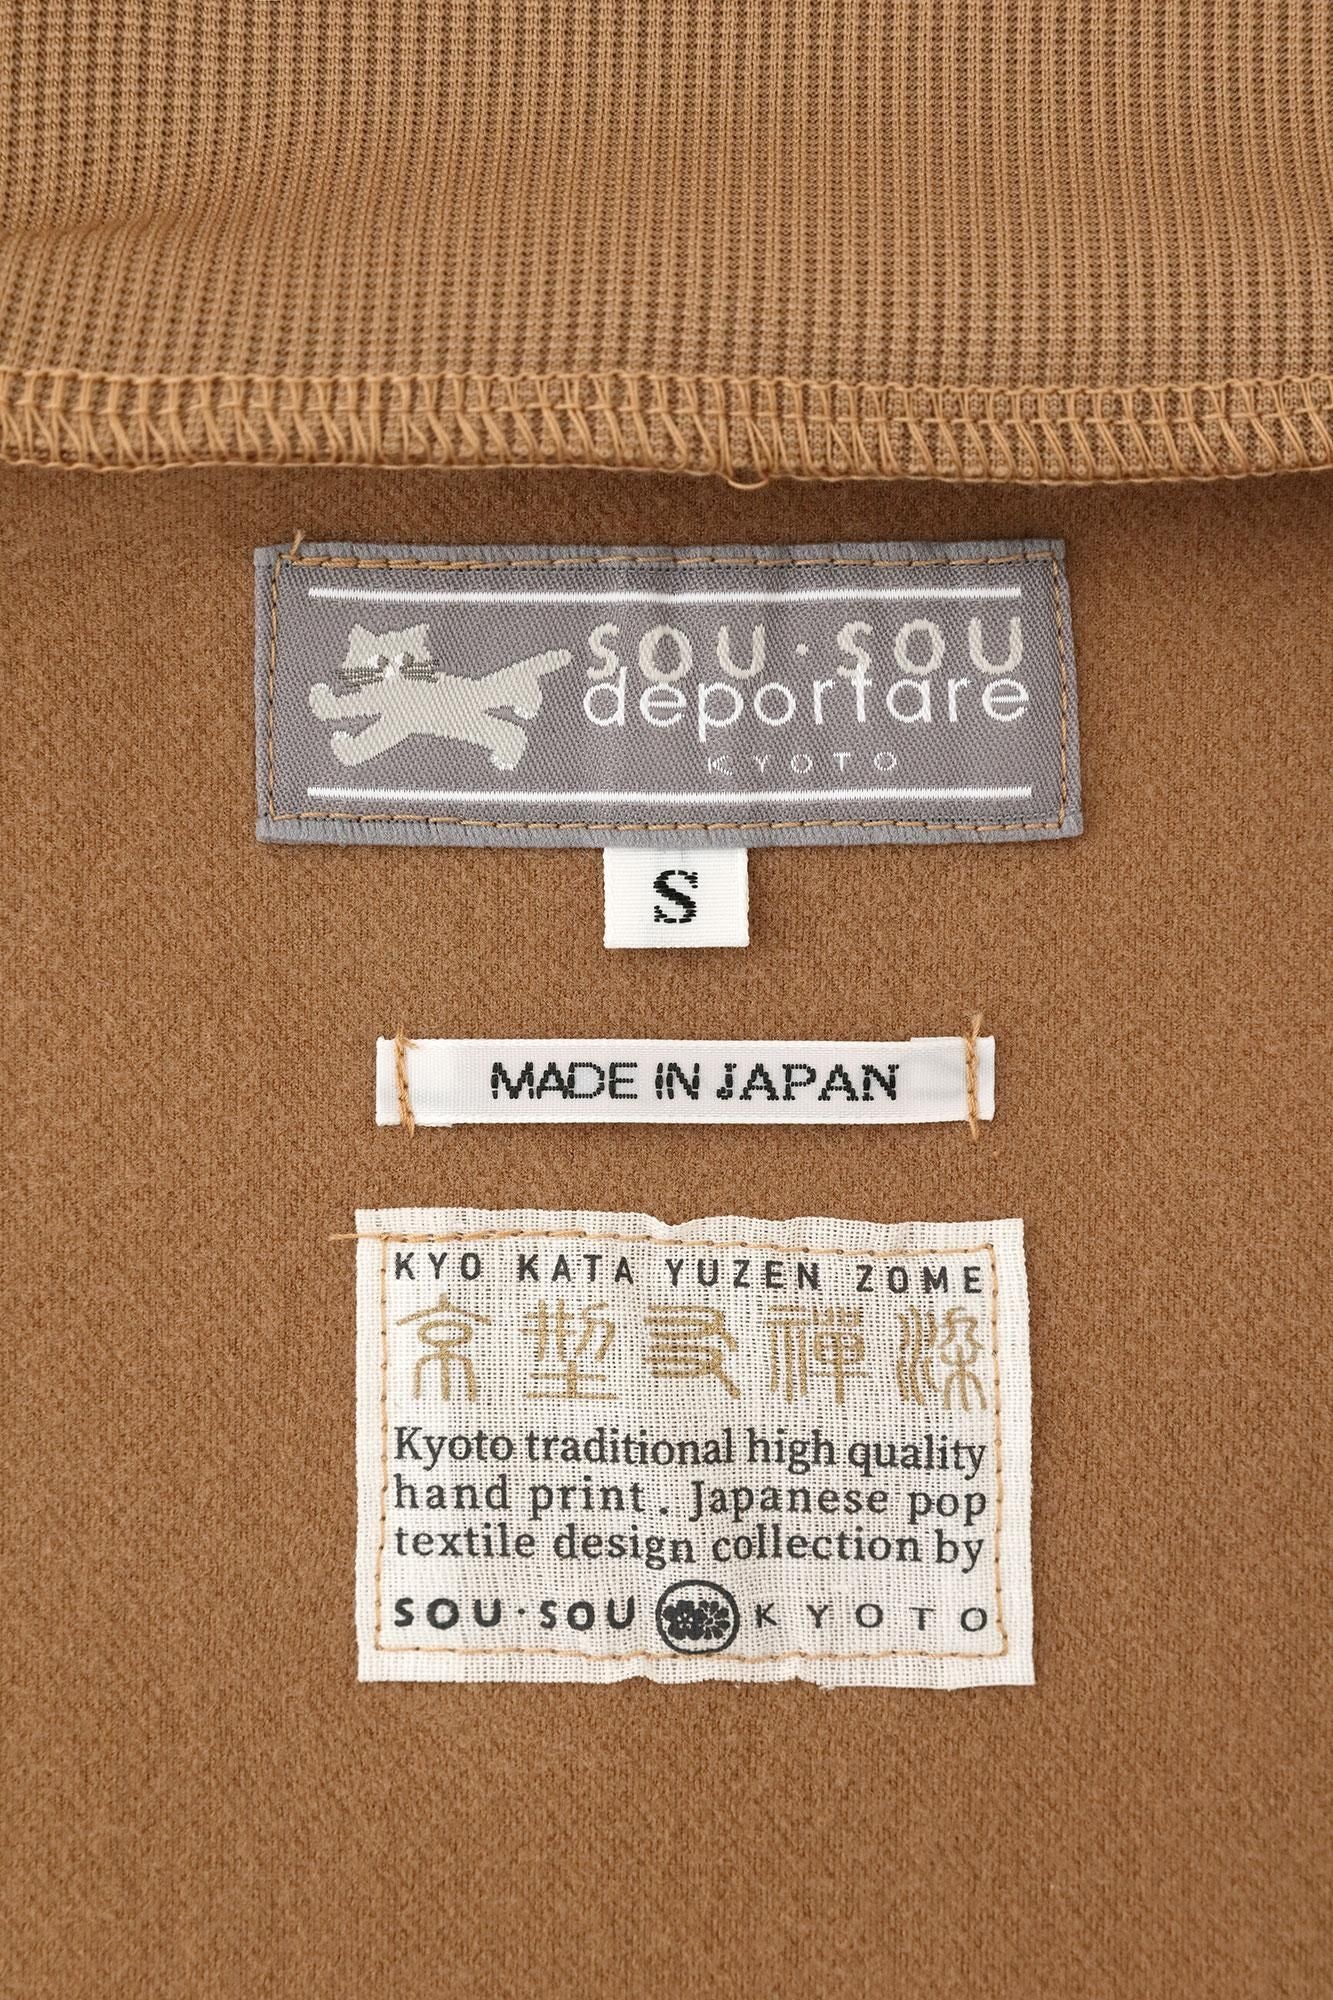 SOU・SOU
deportare
KYOTO
S
MADE IN JAPAN
KYO KATA YUZEN ZOME
京型友禅染
Kyoto traditional high quality
hand print. Japanese pop
textile design collection by
SOU・SOU KYOTO